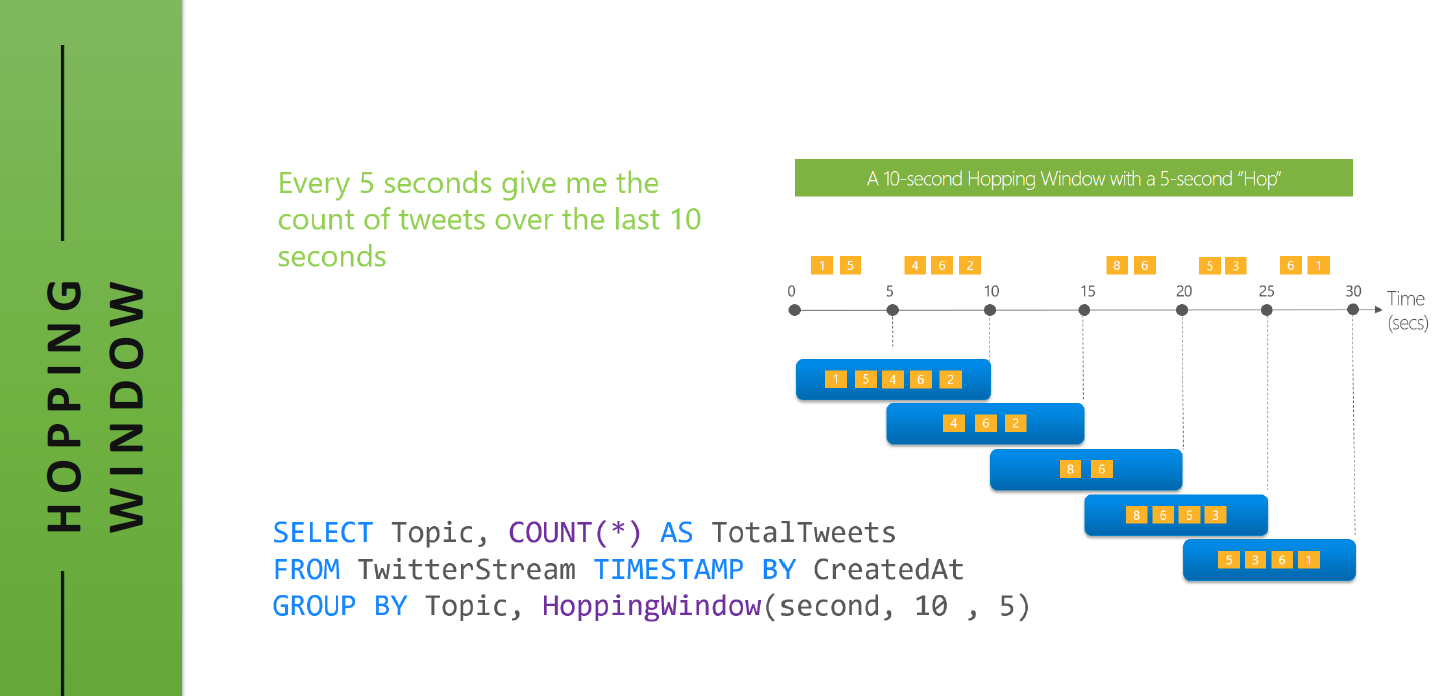 HOPPING
WINDOW
Every 5 seconds give me the
count of tweets over the last 10
seconds
SELECT Topic, COUNT(*) AS TotalTweets
FROM TwitterStream TIMESTAMP BY CreatedAt
GROUP BY Topic, HoppingWindow(second, 10 , 5)
A 10-second Hopping Window with a 5-second “Hop”
1 5 4 6 2 8 6 5 3 6 1
0 5 10 15 20 25 30
Time
(secs)
1 5 4 6 2
4 6 2
8 6
8 6 5 3
5 3 6 1